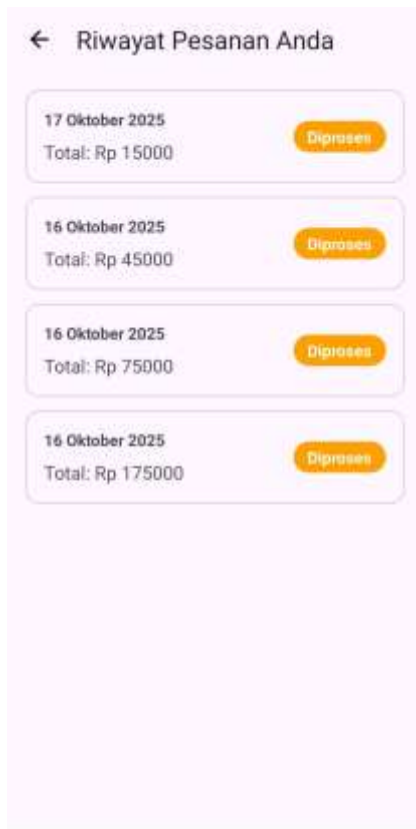 Riwayat Pesanan Anda
17 Oktober 2025
Total: Rp 15000
Diproses
16 Oktober 2025
Total: Rp 45000
Diproses
16 Oktober 2025
Total: Rp 75000
Diproses
16 Oktober 2025
Total: Rp 175000
Diproses